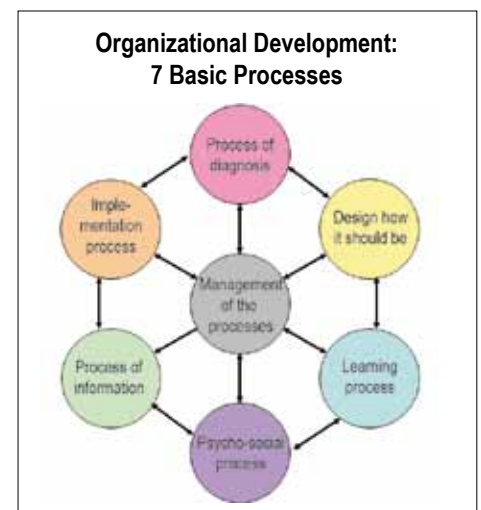 Organizational Development:
7 Basic Processes
Process of
diagnosis
Imple-
mentation
process
Design how
it should be
Management
of the
processes
Process of
information
Learning
process
Psycho-social
process